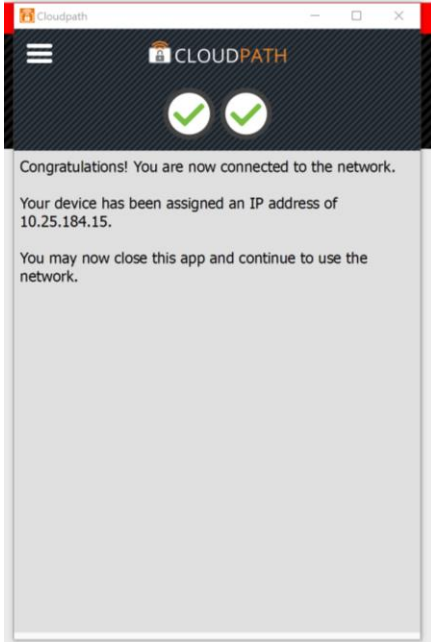 Cloudpath
CLOUDPATH
Congratulations! You are now connected to the network.
Your device has been assigned an IP address of
10.25.184.15.
You may now close this app and continue to use the
network.